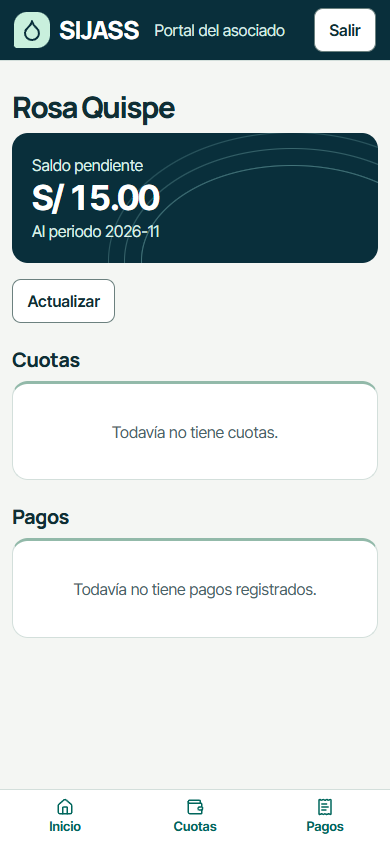 SIJASS Portal del asociado Salir
Rosa Quispe
Saldo pendiente
S/ 15.00
Al periodo 2026-11
Actualizar
Cuotas
Todavía no tiene cuotas.
Pagos
Todavía no tiene pagos registrados.
Inicio Cuotas Pagos